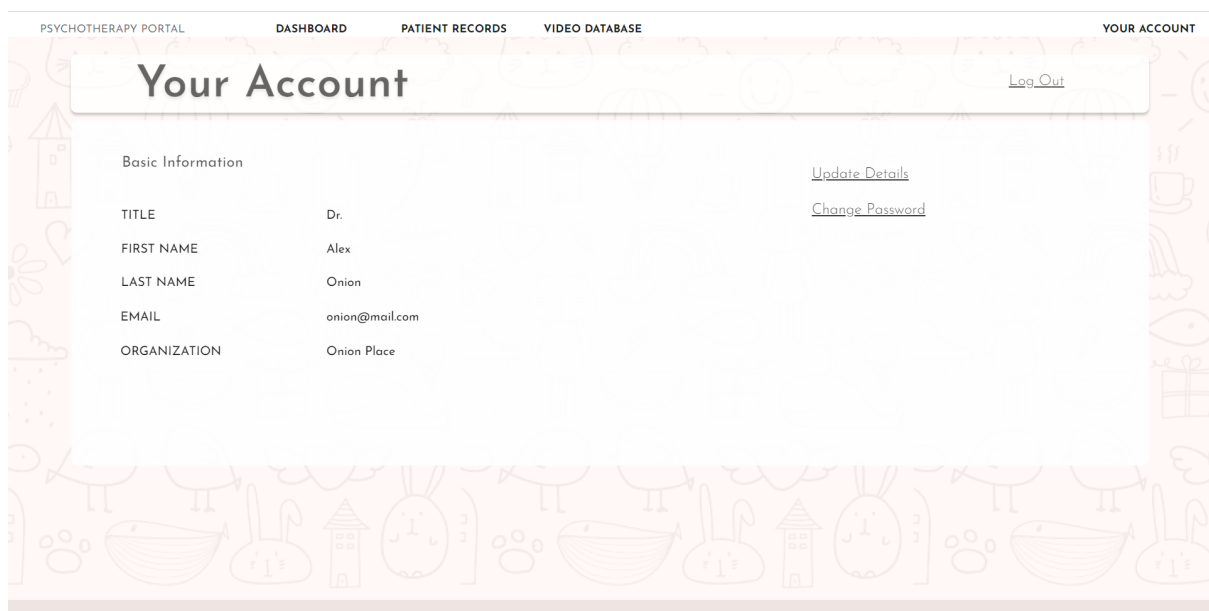 PSYCHOTHERAPY PORTAL DASHBOARD PATIENT RECORDS VIDEO DATABASE YOUR ACCOUNT
Your Account Log Out
Basic Information
Update Details
Change Password
TITLE Dr.
FIRST NAME Alex
LAST NAME Onion
EMAIL onion@mail.com
ORGANIZATION Onion Place